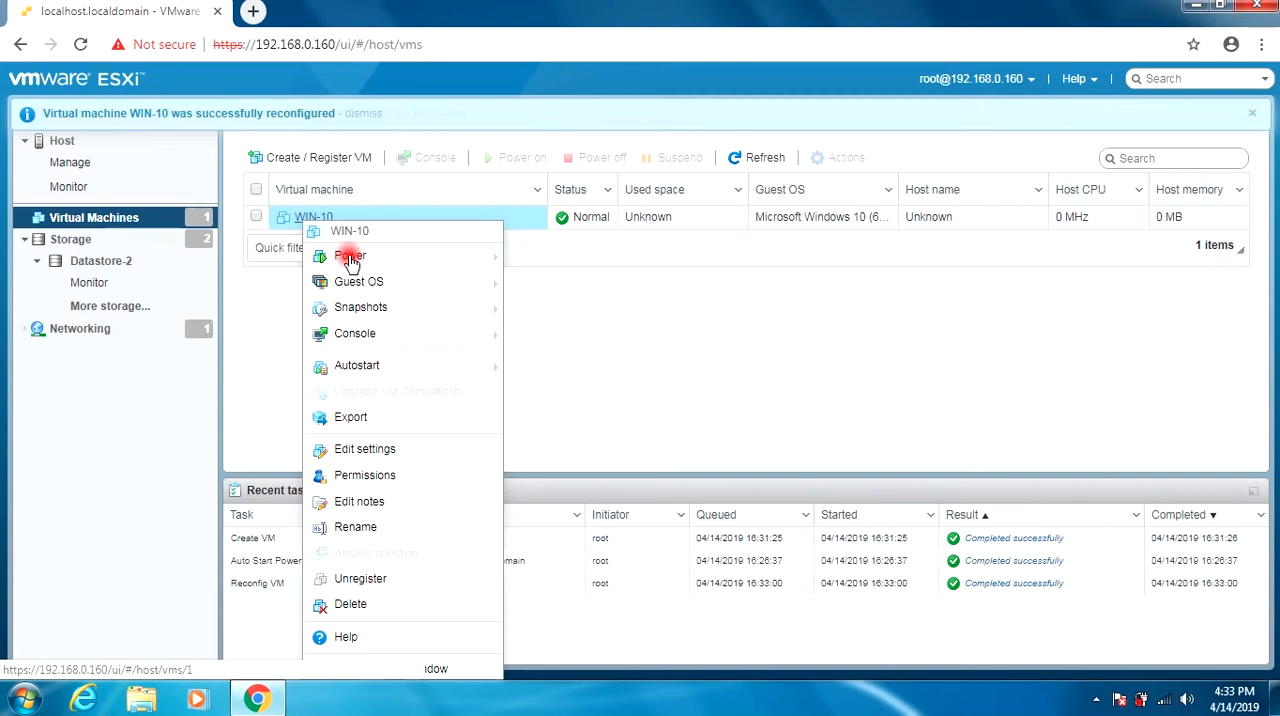 localhost.localdomain - VMware
Not secure https://192.168.0.160/ui/#/host/vms
vmware ESXi™
root@192.168.0.160 Help Search
Virtual machine WIN-10 was successfully reconfigured - dismiss
Host
Manage
Monitor
Virtual Machines 1
Storage 2
Datastore-2
Monitor
More storage...
Networking 1
Create / Register VM Console Power on Power off Suspend Refresh Actions Search
Virtual machine Status Used space Guest OS Host name Host CPU Host memory
WIN-10 Normal Unknown Microsoft Windows 10 (6... Unknown 0 MHz 0 MB
Quick filte
1 items
WIN-10
Power
Guest OS
Snapshots
Console
Autostart
Upgrade VM Compatibility
Export
Edit settings
Permissions
Edit notes
Rename
Answer question
Unregister
Delete
Help
dow
Recent tas
Task Initiator Queued Started Result Completed
Create VM root 04/14/2019 16:31:25 04/14/2019 16:31:25 Completed successfully 04/14/2019 16:31:26
Auto Start Power omain root 04/14/2019 16:26:37 04/14/2019 16:26:37 Completed successfully 04/14/2019 16:26:37
Reconfig VM root 04/14/2019 16:33:00 04/14/2019 16:33:00 Completed successfully 04/14/2019 16:33:00
https://192.168.0.160/ui/#/host/vms/1
4:33 PM
4/14/2019